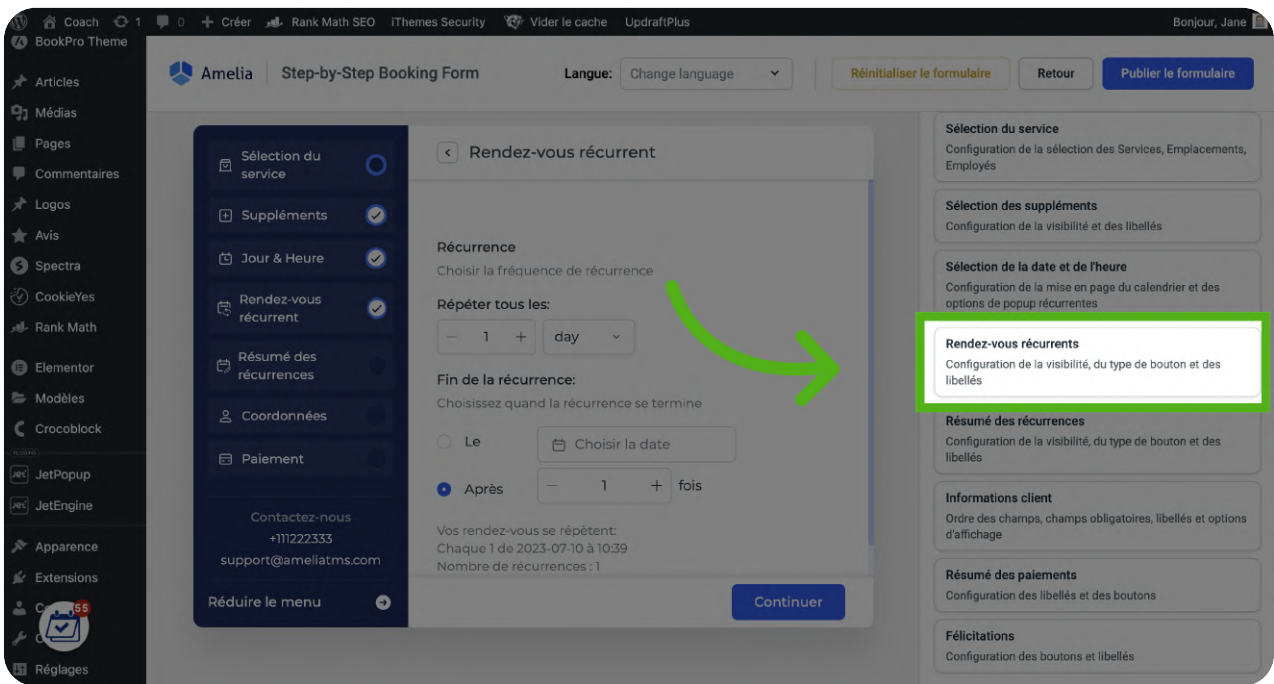 Coach
1
0
Créer
Rank Math SEO
iThemes Security
Vider le cache
UpdraftPlus
Bonjour, Jane
BookPro Theme
Articles
Médias
Pages
Commentaires
Logos
Avis
Spectra
CookieYes
Rank Math
Elementor
Modèles
Crocoblock
JetPopup
JetEngine
Apparence
Extensions
55
Réglages
Amelia
Step-by-Step Booking Form
Langue:
Change language
Réinitialiser le formulaire
Retour
Publier le formulaire
Sélection du
service
Suppléments
Jour & Heure
Rendez-vous
récurrent
Résumé des
récurrences
Coordonnées
Paiement
Contactez-nous
+111222333
support@ameliatms.com
Réduire le menu
Rendez-vous récurrent
Récurrence
Choisir la fréquence de récurrence
Répéter tous les:
1
day
Fin de la récurrence:
Choisissez quand la récurrence se termine
Le
Choisir la date
Après
1
fois
Vos rendez-vous se répètent:
Chaque 1 de 2023-07-10 à 10:39
Nombre de récurrences : 1
Continuer
Sélection du service
Configuration de la sélection des Services, Emplacements,
Employés
Sélection des suppléments
Configuration de la visibilité et des libellés
Sélection de la date et de l'heure
Configuration de la mise en page du calendrier et des
options de popup récurrentes
Rendez-vous récurrents
Configuration de la visibilité, du type de bouton et des
libellés
Résumé des récurrences
Configuration de la visibilité, du type de bouton et des
libellés
Informations client
Ordre des champs, champs obligatoires, libellés et options
d'affichage
Résumé des paiements
Configuration des libellés et des boutons
Félicitations
Configuration des boutons et libellés